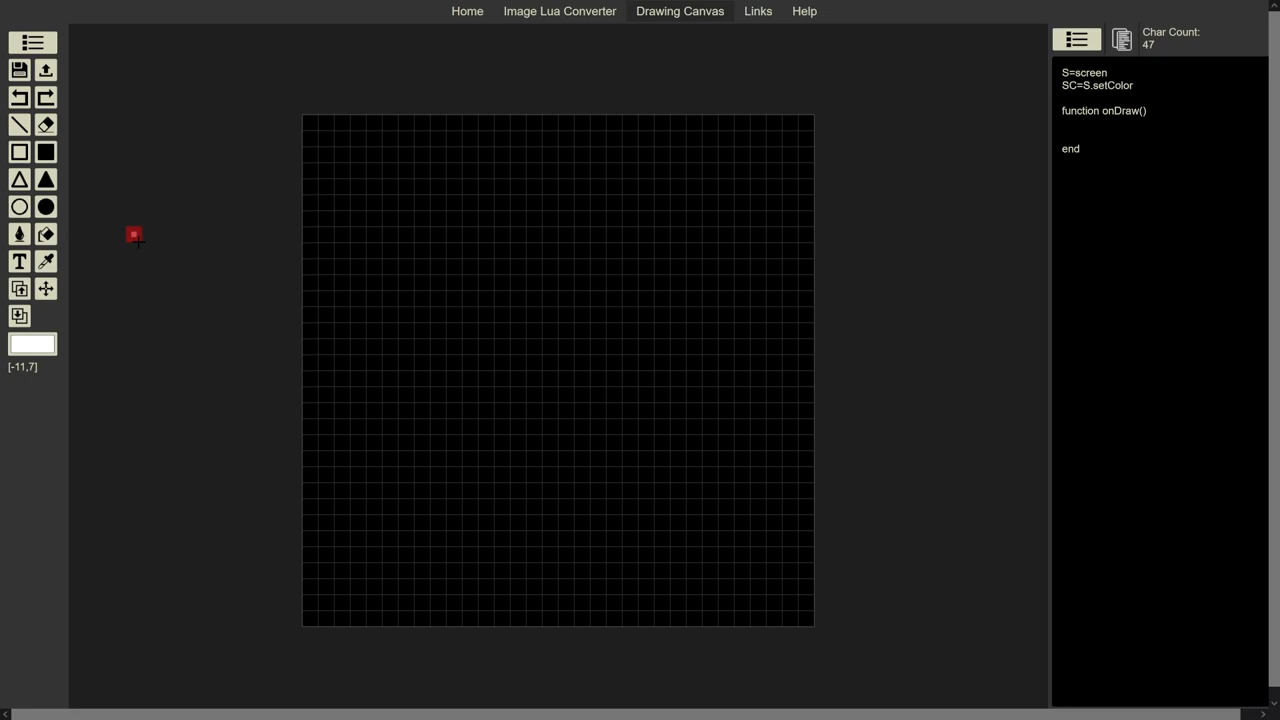 Home Image Lua Converter Drawing Canvas Links Help
Char Count:
47
S=screen
SC=S.setColor
function onDraw()
end
T
[-11,7]